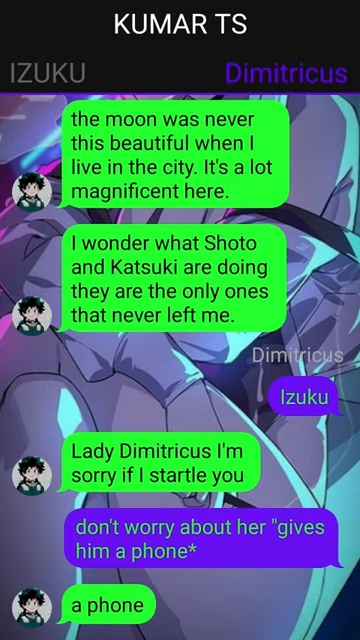 KUMAR TS
IZUKU
Dimitricus
the moon was never
this beautiful when I
live in the city. It's a lot
magnificent here.
I wonder what Shoto
and Katsuki are doing
they are the only ones
that never left me.
Dimitricus
Izuku
Lady Dimitricus I'm
sorry if I startle you
don't worry about her "gives
him a phone*
a phone